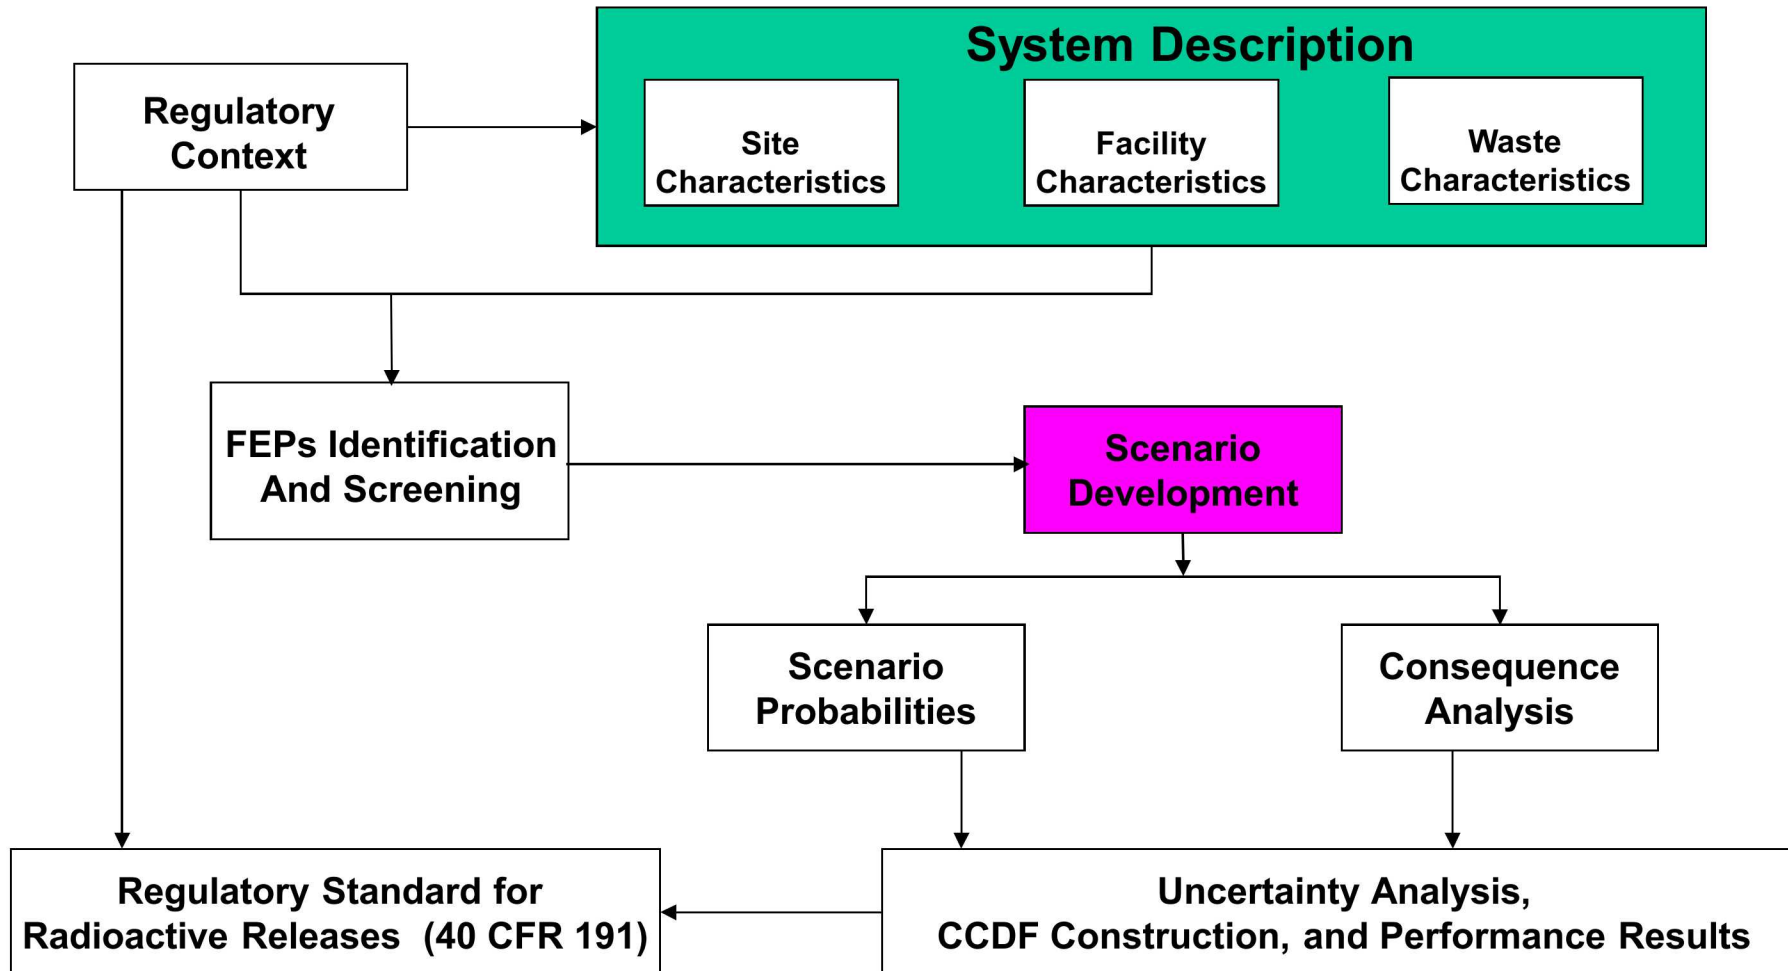 System Description
Regulatory
Context
Site
Characteristics
Facility
Characteristics
Waste
Characteristics
FEPs Identification
And Screening
Scenario
Development
Scenario
Probabilities
Consequence
Analysis
Regulatory Standard for
Radioactive Releases  (40 CFR 191)
Uncertainty Analysis,
CCDF Construction, and Performance Results